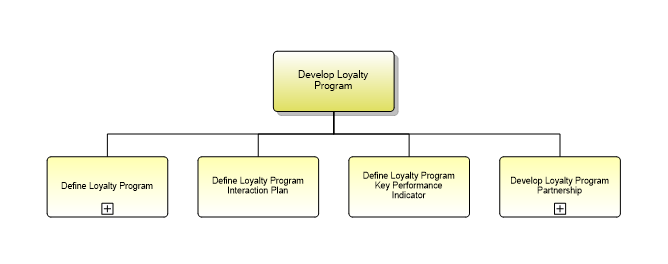 Develop Loyalty
Program
Define Loyalty Program
Define Loyalty Program
Interaction Plan
Define Loyalty Program
Key Performance
Indicator
Develop Loyalty Program
Partnership